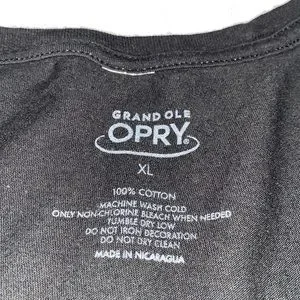 GRAND OLE
OPRY®
XL
100% COTTON
MACHINE WASH COLD
ONLY NON-CHLORINE BLEACH WHEN NEEDED
TUMBLE DRY LOW
DO NOT IRON DECORATION
DO NOT DRY CLEAN
MADE IN NICARAGUA